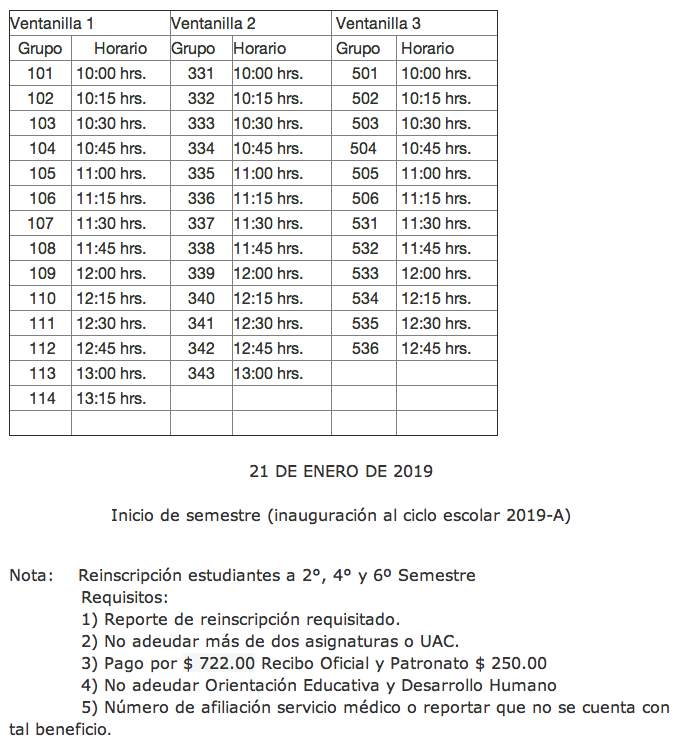 Ventanilla 1 Ventanilla 2 Ventanilla 3
Grupo Horario Grupo Horario Grupo Horario
101 10:00 hrs. 331 10:00 hrs. 501 10:00 hrs.
102 10:15 hrs. 332 10:15 hrs. 502 10:15 hrs.
103 10:30 hrs. 333 10:30 hrs. 503 10:30 hrs.
104 10:45 hrs. 334 10:45 hrs. 504 10:45 hrs.
105 11:00 hrs. 335 11:00 hrs. 505 11:00 hrs.
106 11:15 hrs. 336 11:15 hrs. 506 11:15 hrs.
107 11:30 hrs. 337 11:30 hrs. 531 11:30 hrs.
108 11:45 hrs. 338 11:45 hrs. 532 11:45 hrs.
109 12:00 hrs. 339 12:00 hrs. 533 12:00 hrs.
110 12:15 hrs. 340 12:15 hrs. 534 12:15 hrs.
111 12:30 hrs. 341 12:30 hrs. 535 12:30 hrs.
112 12:45 hrs. 342 12:45 hrs. 536 12:45 hrs.
113 13:00 hrs. 343 13:00 hrs.
114 13:15 hrs.
21 DE ENERO DE 2019
Inicio de semestre (inauguración al ciclo escolar 2019-A)
Nota: Reinscripción estudiantes a 2°, 4° y 6º Semestre
Requisitos:
1) Reporte de reinscripción requisitado.
2) No adeudar más de dos asignaturas o UAC.
3) Pago por $ 722.00 Recibo Oficial y Patronato $ 250.00
4) No adeudar Orientación Educativa y Desarrollo Humano
5) Número de afiliación servicio médico o reportar que no se cuenta con
tal beneficio.